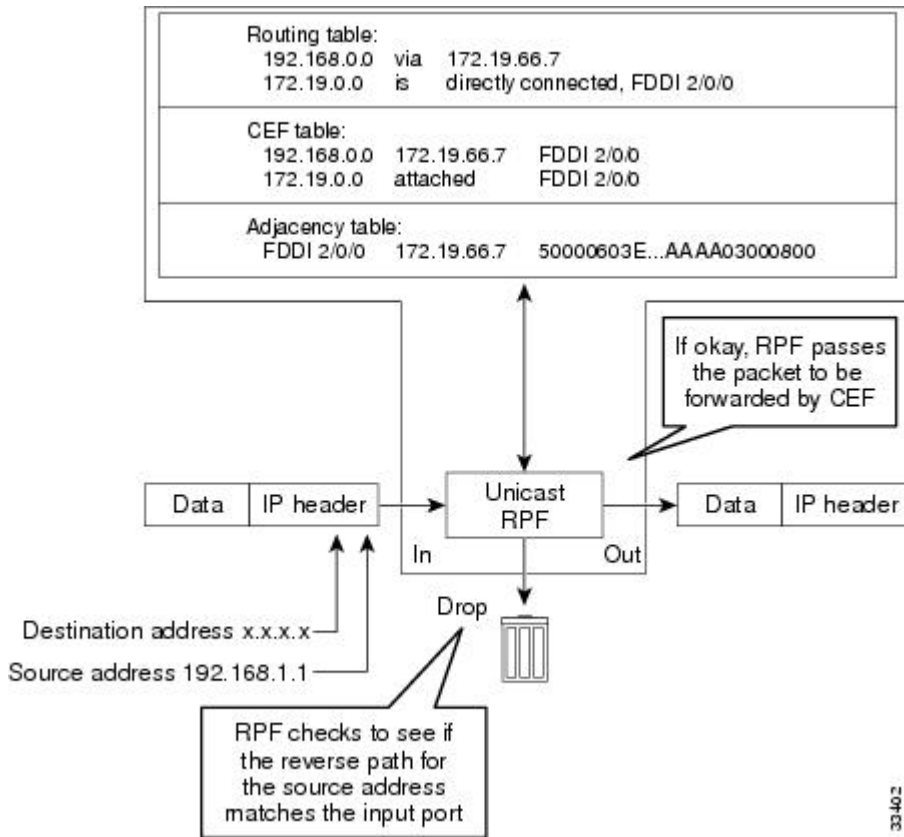 Routing table:
192.168.0.0 via 172.19.66.7
172.19.0.0 is directly connected, FDDI 2/0/0
CEF table:
192.168.0.0 172.19.66.7 FDDI 2/0/0
172.19.0.0 attached FDDI 2/0/0
Adjacency table:
FDDI 2/0/0 172.19.66.7 50000603E...AAAA03000800
If okay, RPF passes
the packet to be
forwarded by CEF
Data IP header
Unicast
RPF
Data IP header
In Out
Drop
Destination address x.x.x.x
Source address 192.168.1.1
RPF checks to see if
the reverse path for
the source address
matches the input port
33402